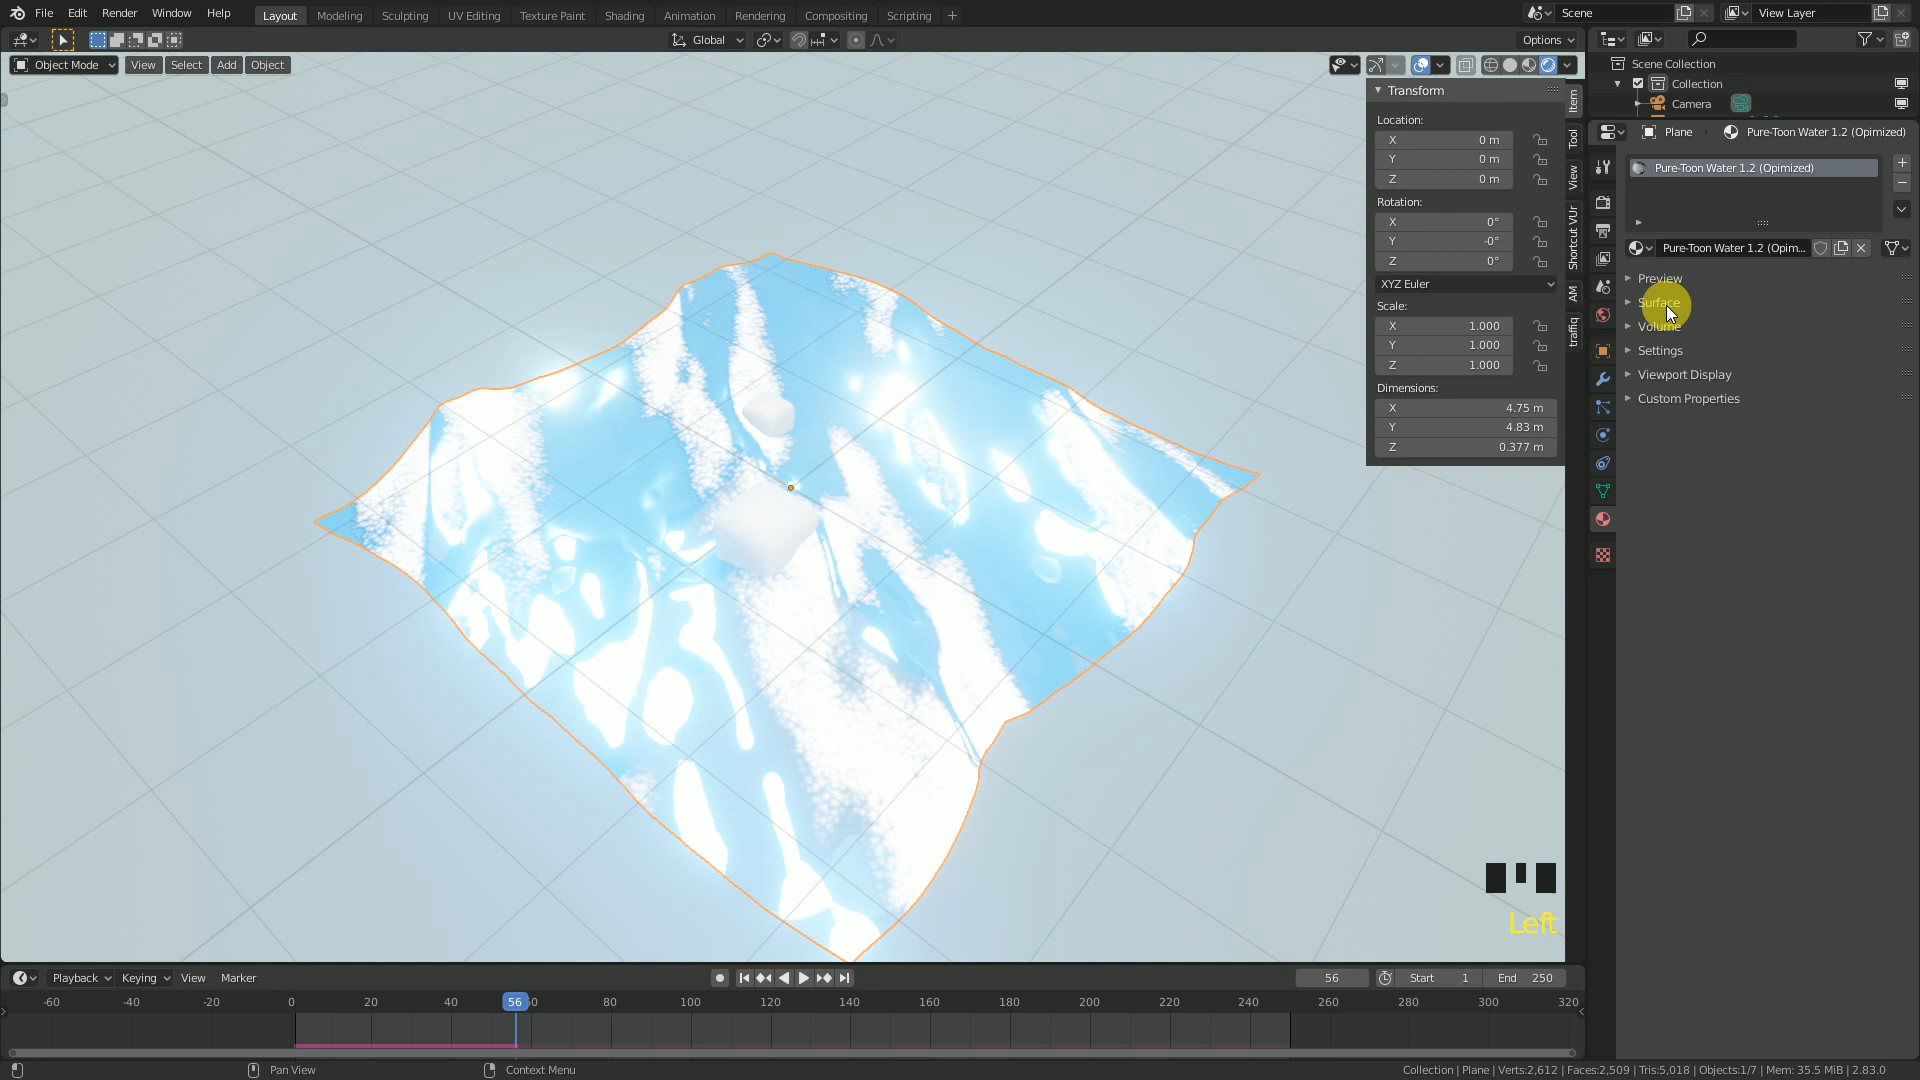 File Edit Render Window Help Layout Modeling Sculpting UV Editing Texture Paint Shading Animation Rendering Compositing Scripting + Scene View Layer
Global Options
Object Mode View Select Add Object
Scene Collection
Collection
Camera
Transform
Location:
X 0 m
Y 0 m
Z 0 m
Rotation:
X 0°
Y -0°
Z 0°
XYZ Euler
Scale:
X 1.000
Y 1.000
Z 1.000
Dimensions:
X 4.75 m
Y 4.83 m
Z 0.377 m
Item
Tool
View
Shortcut VUr
AM
traffiq
Plane Pure-Toon Water 1.2 (Opimized)
Pure-Toon Water 1.2 (Opimized)
Pure-Toon Water 1.2 (Opim...
Preview
Surface
Volume
Settings
Viewport Display
Custom Properties
Left
Playback Keying View Marker 56 Start 1 End 250
-60 -40 -20 0 20 40 56 80 100 120 140 160 180 200 220 240 260 280 300 320
Pan View Context Menu Collection | Plane | Verts:2,612 | Faces:2,509 | Tris:5,018 | Objects:1/7 | Mem: 35.5 MiB | 2.83.0